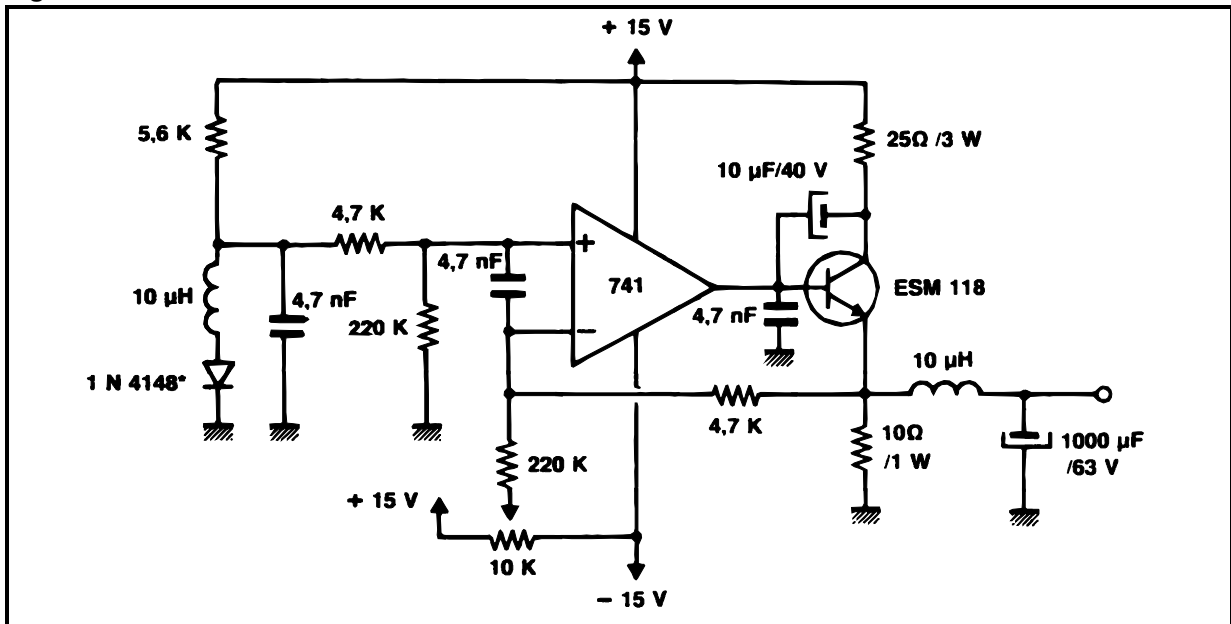 + 15 V
5,6 K
25Ω /3 W
10 µF/40 V
4,7 K
+
4,7 nF
741
ESM 118
10 µH
4,7 nF
220 K
4,7 nF
−
1 N 4148*
10 µH
4,7 K
10Ω
/1 W
1000 µF
/63 V
220 K
+ 15 V
10 K
− 15 V